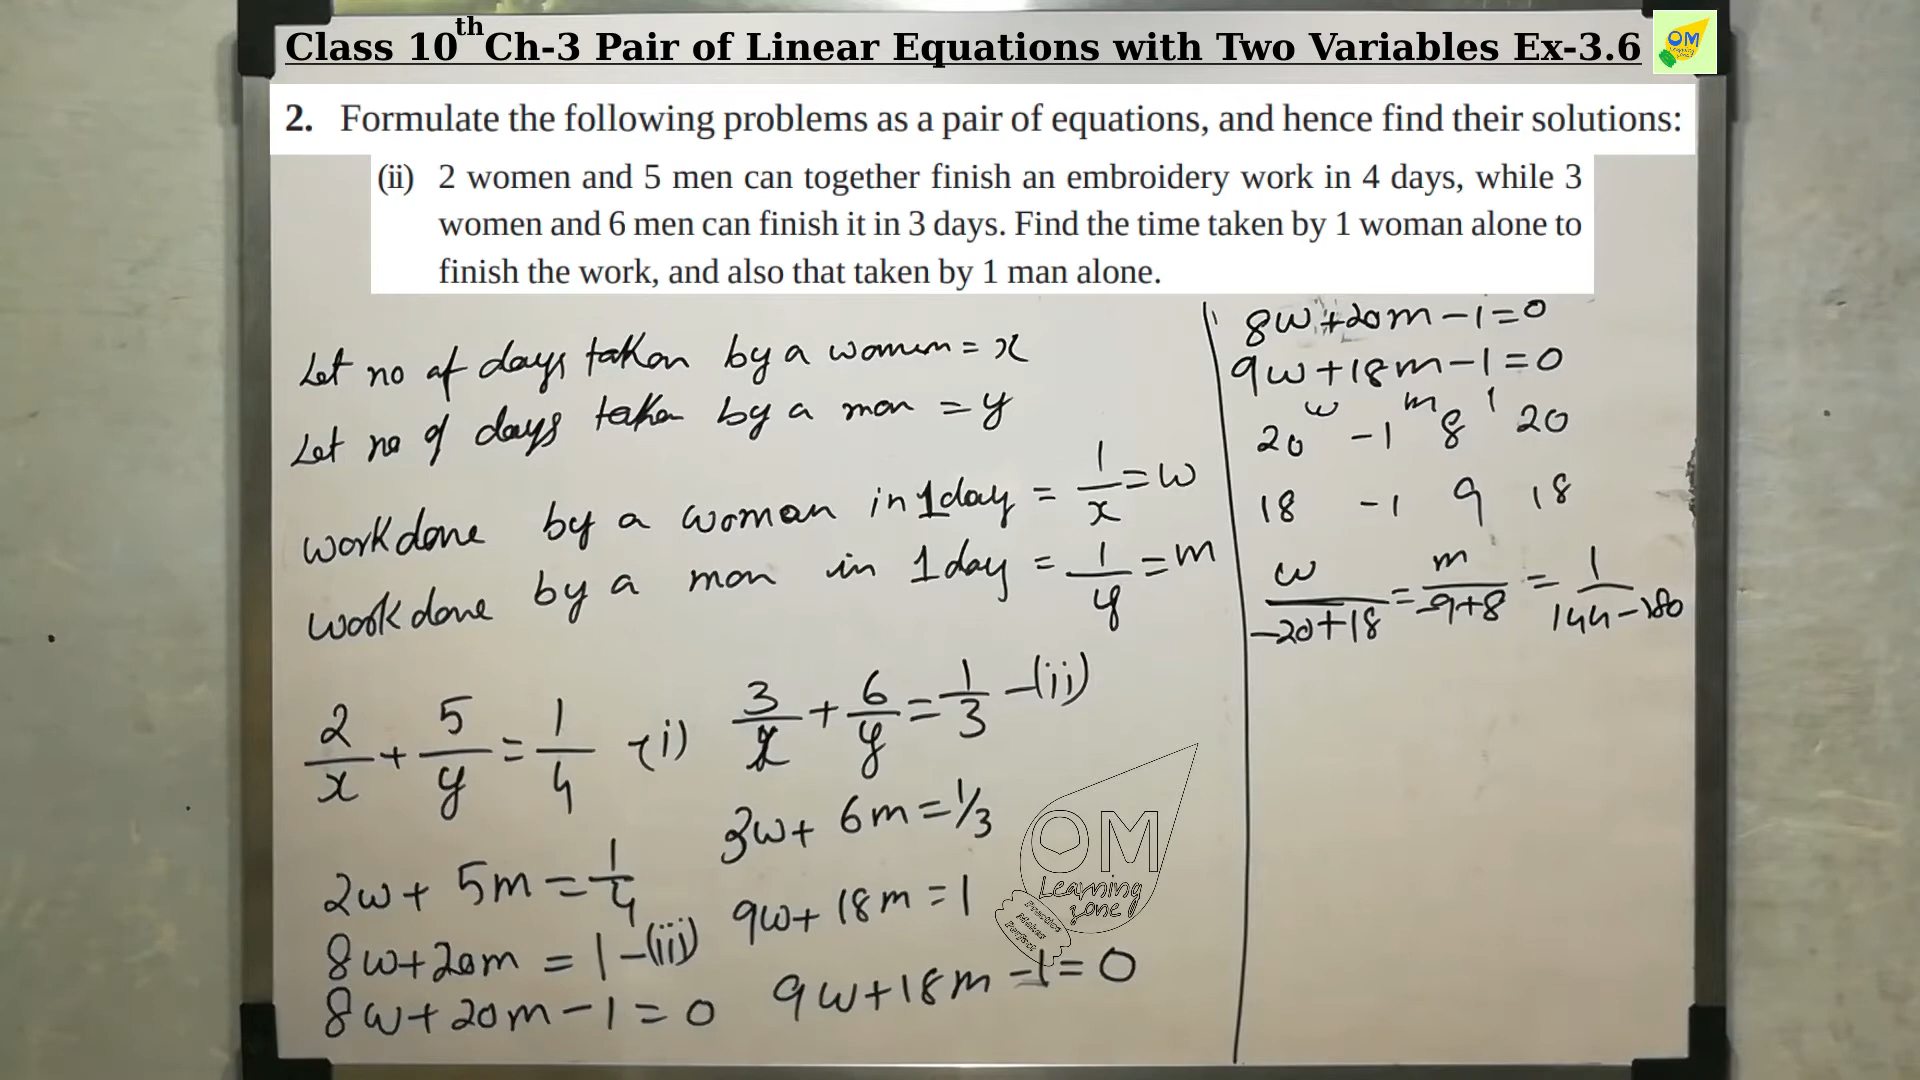 Class 10th Ch-3 Pair of Linear Equations with Two Variables Ex-3.6
OM
2. Formulate the following problems as a pair of equations, and hence find their solutions:
(ii) 2 women and 5 men can together finish an embroidery work in 4 days, while 3
women and 6 men can finish it in 3 days. Find the time taken by 1 woman alone to
finish the work, and also that taken by 1 man alone.
Let no of days taken by a women = x
Let no of days taken by a man = y
work done by a woman in 1 day = 1/x = w
work done by a man in 1 day = 1/y = m
2/x + 5/y = 1/4 -(i)
2w + 5m = 1/4
8w+20m = 1 -(iii)
8w+20m-1=0
3/x + 6/y = 1/3 -(ii)
3w+ 6m = 1/3
9w+ 18m = 1
9w+18m-1=0
8w+20m-1=0
9w+18m-1=0
w m 1
20 -1 8 20
18 -1 9 18
w/-20+18 = m/-9+8 = 1/144-180
OM
Learning
zone
Practice
Makes
Perfect